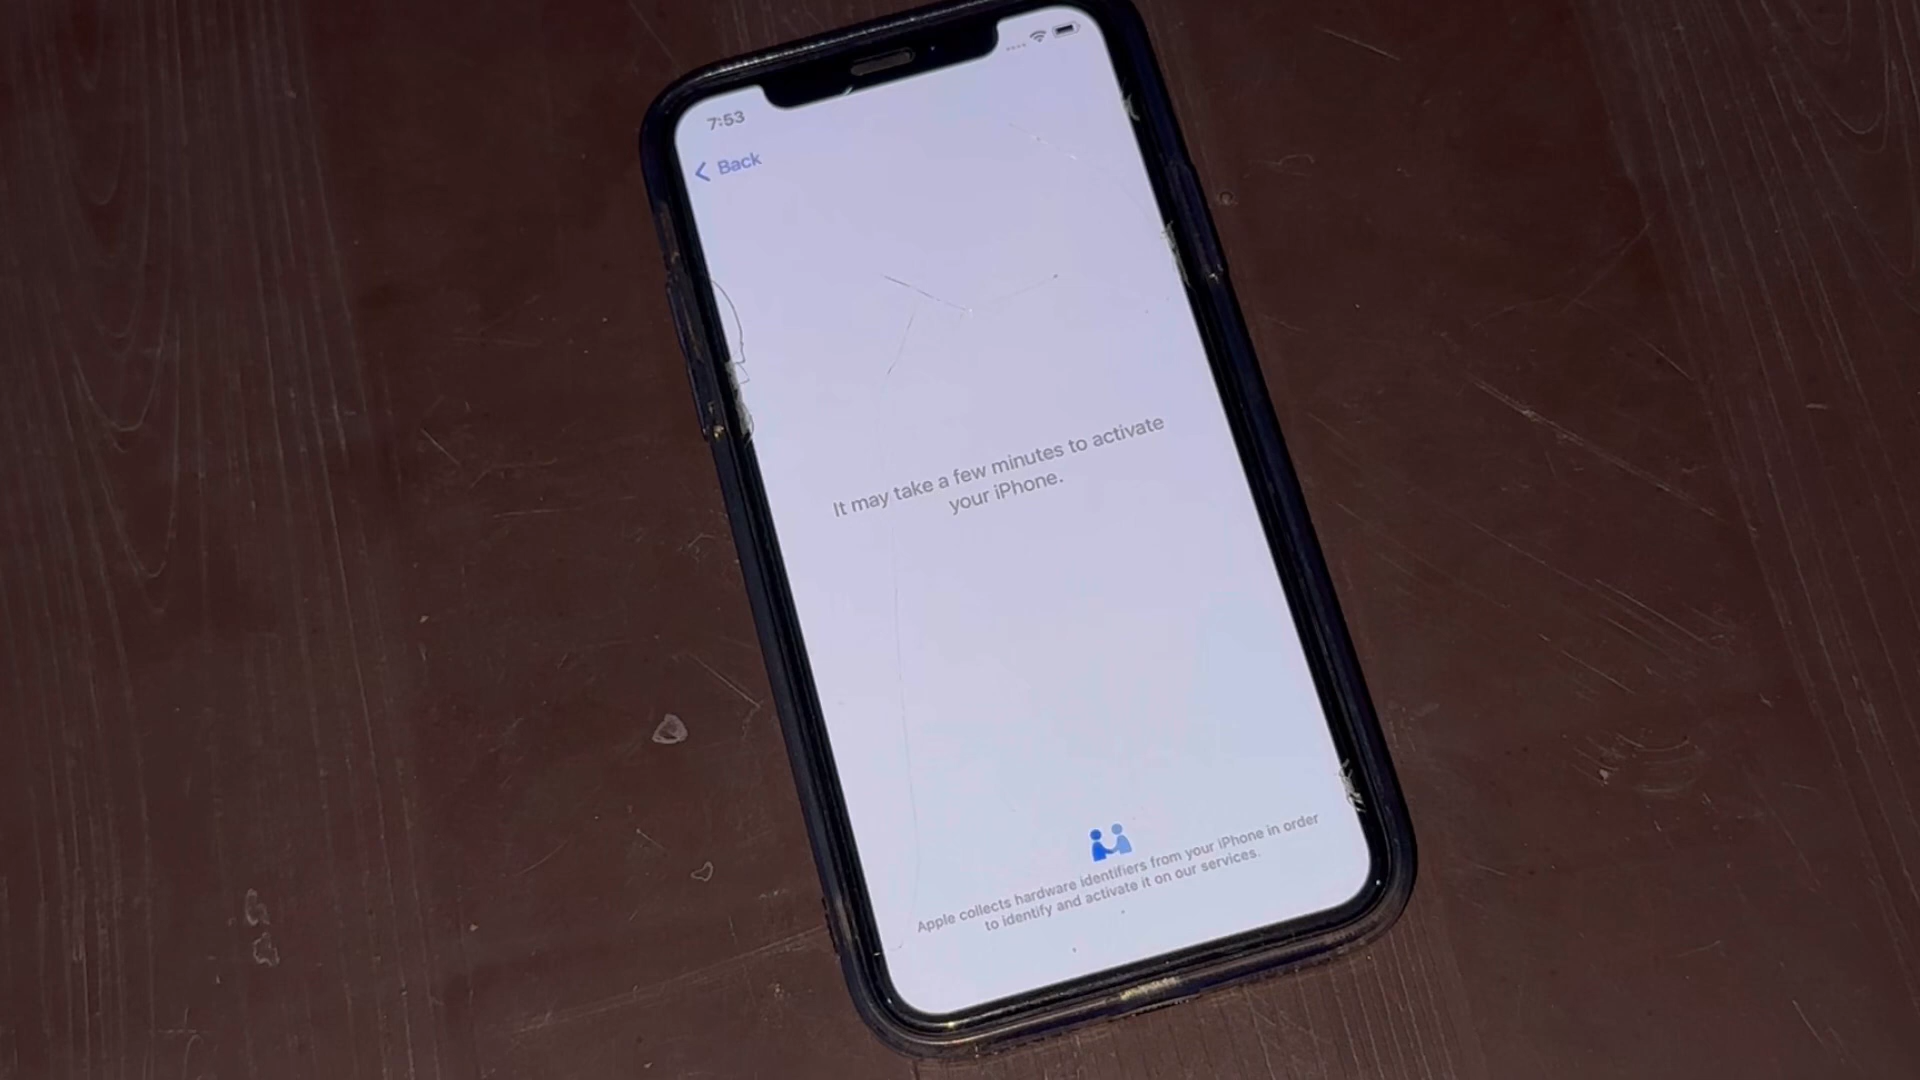 7:53
Back
It may take a few minutes to activate
your iPhone.
Apple collects hardware identifiers from your iPhone in order
to identify and activate it on our services.